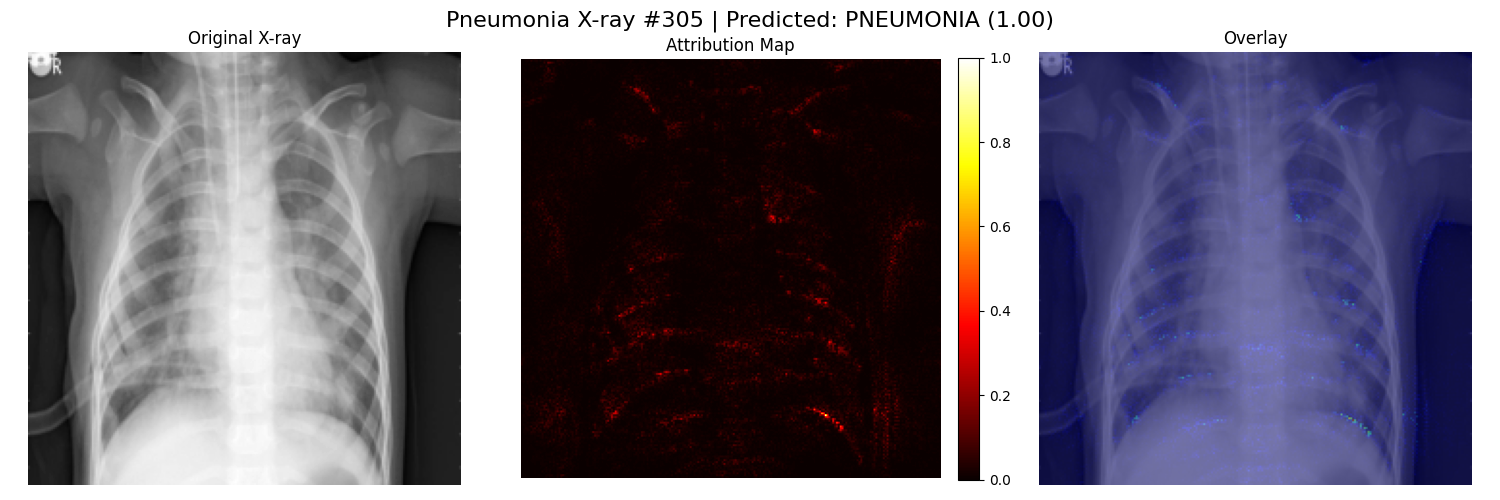 Pneumonia X-ray #305 | Predicted: PNEUMONIA (1.00)
Original X-ray
Attribution Map
Overlay
R
1.0
0.8
0.6
0.4
0.2
0.0
R